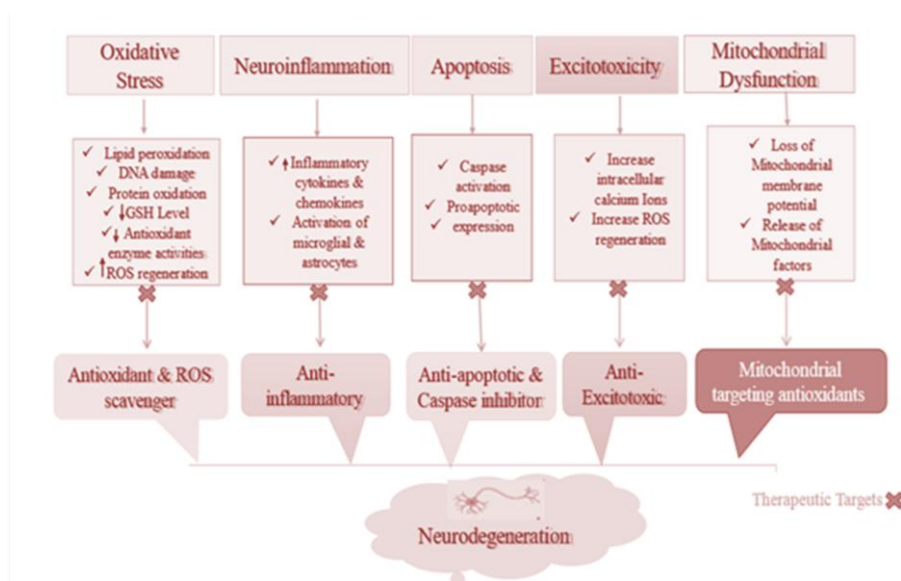 Oxidative
Stress
Neuroinflammation
Apoptosis
Excitotoxicity
Mitochondrial
Dysfunction
✓ Lipid peroxidation
✓ DNA damage
✓ Protein oxidation
✓ ↓GSH Level
✓ ↓ Antioxidant
enzyme activities
✓ ↑ROS regeneration
✓ ↑Inflammatory
cytokines &
chemokines
✓ Activation of
microglial &
astrocytes
✓ Caspase
activation
✓ Proapoptotic
✓ expression
✓ Increase
intracellular
calcium Ions
✓ Increase ROS
regeneration
✓ Loss of
Mitochondrial
membrane
potential
✓ Release of
Mitochondrial
factors
Antioxidant & ROS
scavenger
Anti-
inflammatory
Anti-apoptotic &
Caspase inhibitor
Anti-
Excitotoxic
Mitochondrial
targeting antioxidants
Therapeutic Targets
Neurodegeneration